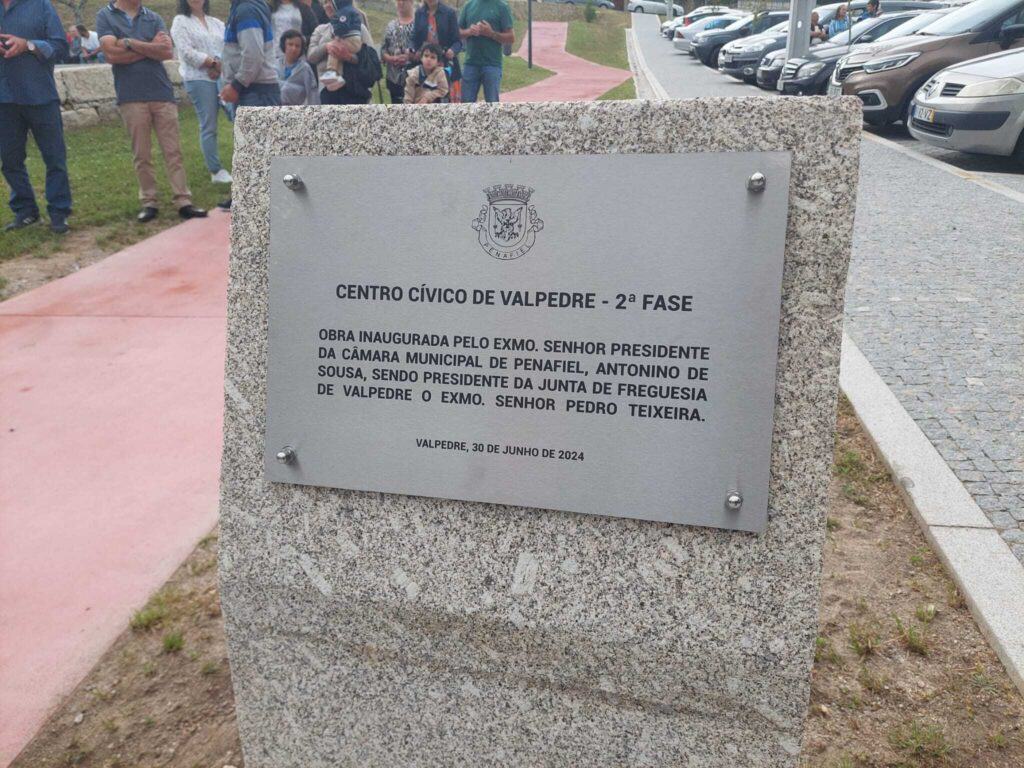 PENAFIEL
CENTRO CÍVICO DE VALPEDRE - 2ª FASE
OBRA INAUGURADA PELO EXMO. SENHOR PRESIDENTE
DA CÂMARA MUNICIPAL DE PENAFIEL, ANTONINO DE
SOUSA, SENDO PRESIDENTE DA JUNTA DE FREGUESIA
DE VALPEDRE O EXMO. SENHOR PEDRO TEIXEIRA.
VALPEDRE, 30 DE JUNHO DE 2024